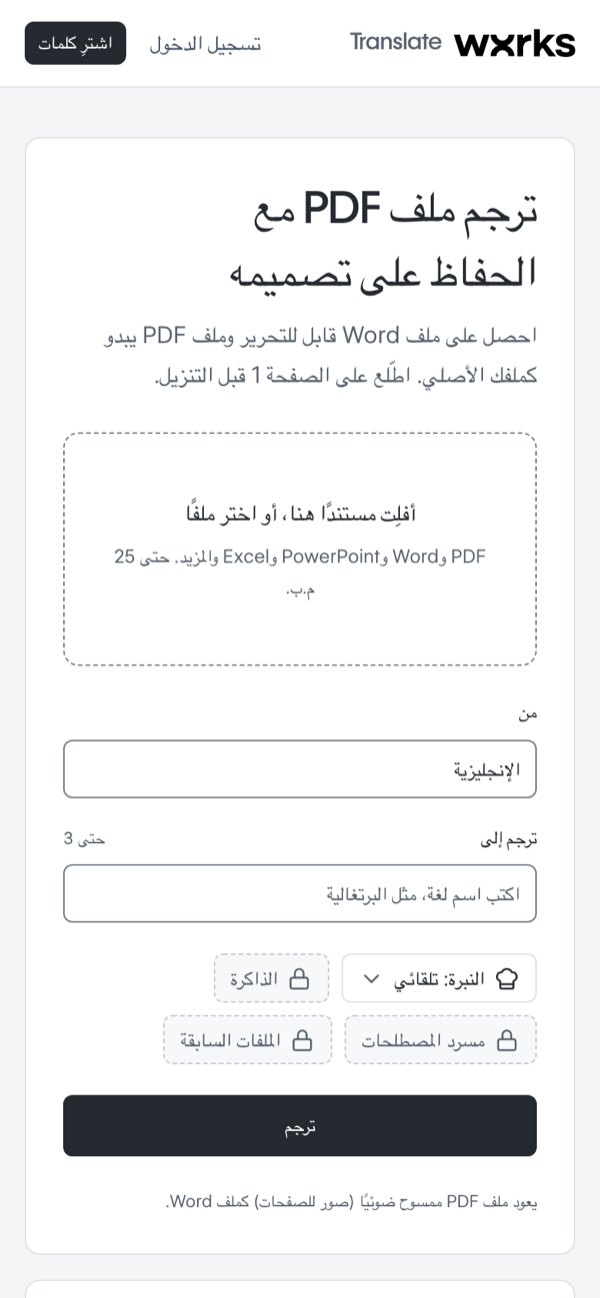 wxrks Translate
تسجيل الدخول
اشترِ كلمات
ترجم ملف PDF مع
الحفاظ على تصميمه
احصل على ملف Word قابل للتحرير وملف PDF يبدو
كملفك الأصلي. اطّلع على الصفحة 1 قبل التنزيل.
أفلِت مستندًا هنا، أو اختر ملفًا
PDF وWord وPowerPoint وExcel والمزيد. حتى 25
م.ب.
من
الإنجليزية
ترجم إلى
حتى 3
اكتب اسم لغة، مثل البرتغالية
النبرة: تلقائي
الذاكرة
مسرد المصطلحات
الملفات السابقة
ترجم
يعود ملف PDF ممسوح ضوئيًا (صور للصفحات) كملف Word.